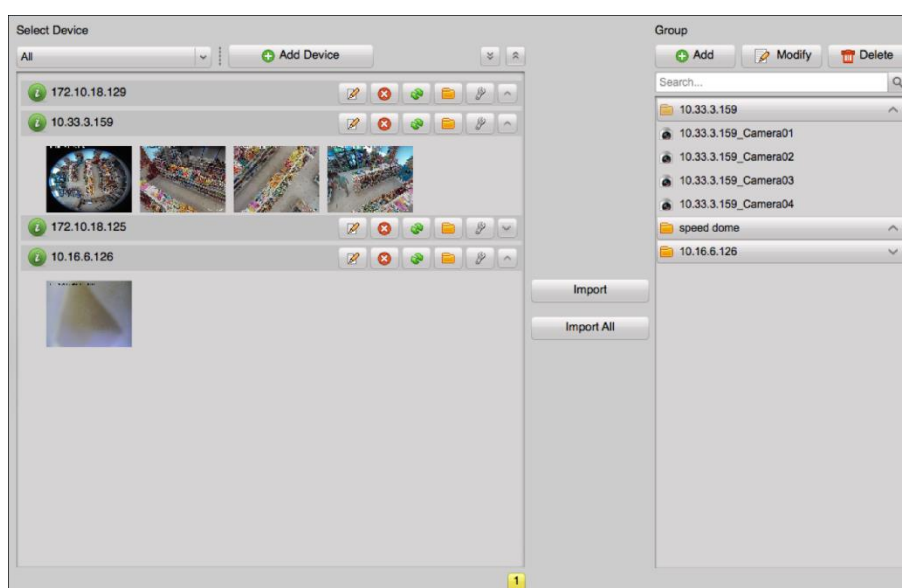 Select Device
All
Add Device
172.10.18.129
10.33.3.159
172.10.18.125
10.16.6.126
1
Import
Import All
Group
Add Modify Delete
Search...
10.33.3.159
10.33.3.159_Camera01
10.33.3.159_Camera02
10.33.3.159_Camera03
10.33.3.159_Camera04
speed dome
10.16.6.126